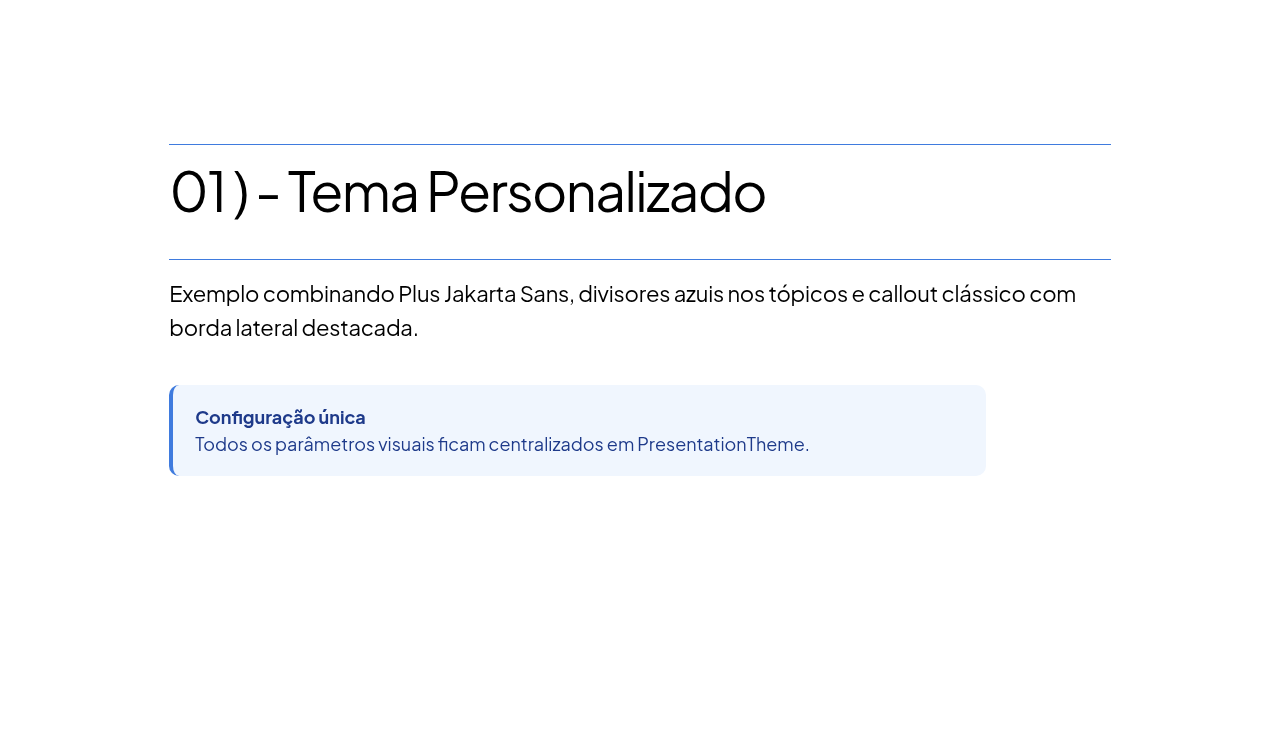 01 ) - Tema Personalizado
Exemplo combinando Plus Jakarta Sans, divisores azuis nos tópicos e callout clássico com
borda lateral destacada.
Configuração única
Todos os parâmetros visuais ficam centralizados em PresentationTheme.